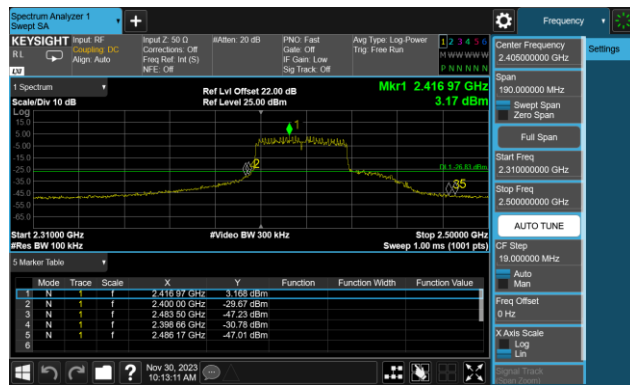 Spectrum Analyzer 1
Swept SA
Frequency
KEYSIGHT
RL
LM
Input: RF
Coupling: DC
Align: Auto
Input Z: 50 Ω
Corrections: Off
Freq Ref: Int (S)
NFE: Off
#Atten: 20 dB
PNO: Fast
Gate: Off
IF Gain: Low
Sig Track: Off
Avg Type: Log-Power
Trig: Free Run
1 2 3 4 5 6
M W W W W W
P N N N N N
Center Frequency
2.405000000 GHz
Settings
Span
190.000000 MHz
Swept Span
Zero Span
Full Span
Start Freq
2.310000000 GHz
Stop Freq
2.500000000 GHz
AUTO TUNE
CF Step
19.000000 MHz
Auto
Man
Freq Offset
0 Hz
X Axis Scale
Log
Lin
Signal Track
(Span Zoom)
1 Spectrum
Scale/Div 10 dB
Ref Lvl Offset 22.00 dB
Ref Level 25.00 dBm
Mkr1 2.416 97 GHz
3.17 dBm
Log
15.0
5.00
-5.00
-15.0
-25.0
-35.0
-45.0
-55.0
-65.0
1
2
35
DL1 -26.83 dBm
Start 2.31000 GHz
#Res BW 100 kHz
#Video BW 300 kHz
Stop 2.50000 GHz
Sweep 1.00 ms (1001 pts)
5 Marker Table
Mode Trace Scale X Y Function Function Width Function Value
1 N 1 f 2.416 97 GHz 3.168 dBm
2 N 1 f 2.400 00 GHz -29.67 dBm
3 N 1 f 2.483 50 GHz -47.23 dBm
4 N 1 f 2.398 66 GHz -30.78 dBm
5 N 1 f 2.486 17 GHz -47.01 dBm
6
?
Nov 30, 2023
10:13:11 AM